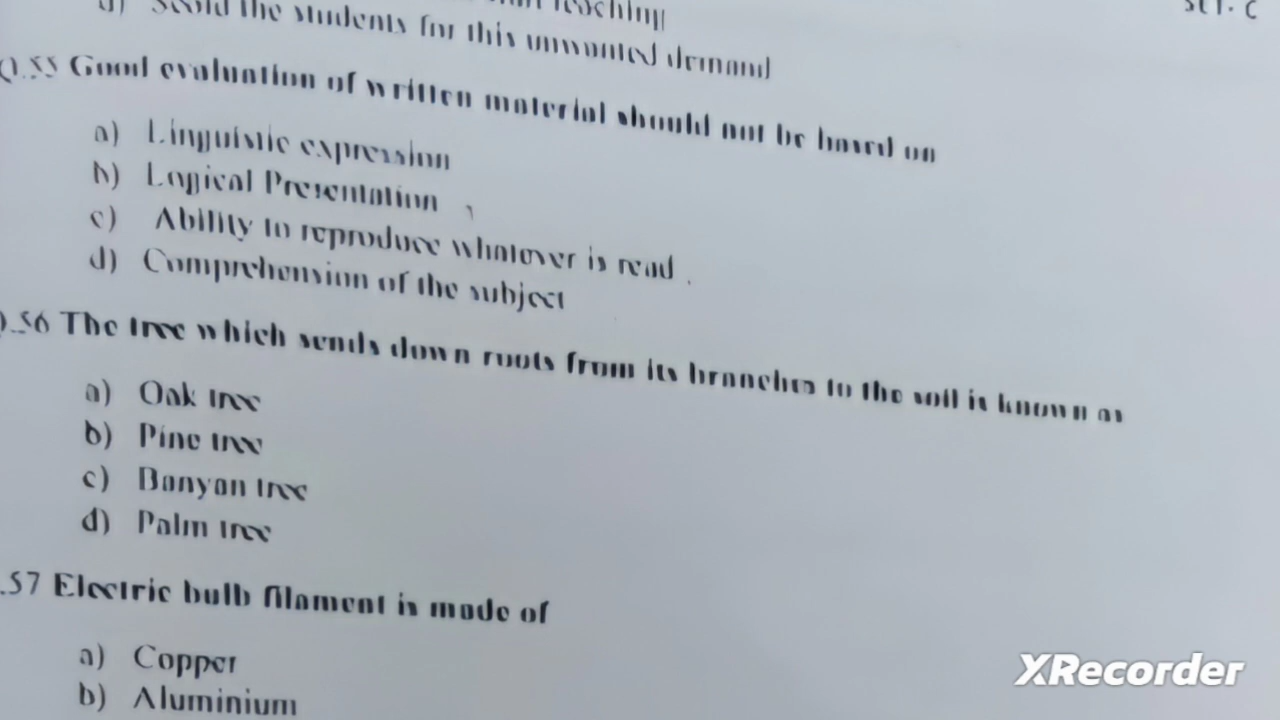 teaching
SET- C
d) Scold the students for this unwanted demand
Q.55 Good evaluation of written material should not be based on
a) Linguistic expression
b) Logical Presentation
c) Ability to reproduce whatever is read
d) Comprehension of the subject
Q.56 The tree which sends down roots from its branches to the soil is known as
a) Oak tree
b) Pine tree
c) Banyan tree
d) Palm tree
.57 Electric bulb filament is made of
a) Copper
b) Aluminium
XRecorder